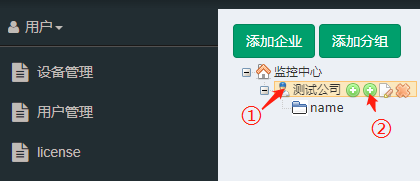 用户
设备管理
用户管理
license
添加企业 添加分组
监控中心
测试公司
name
① ②